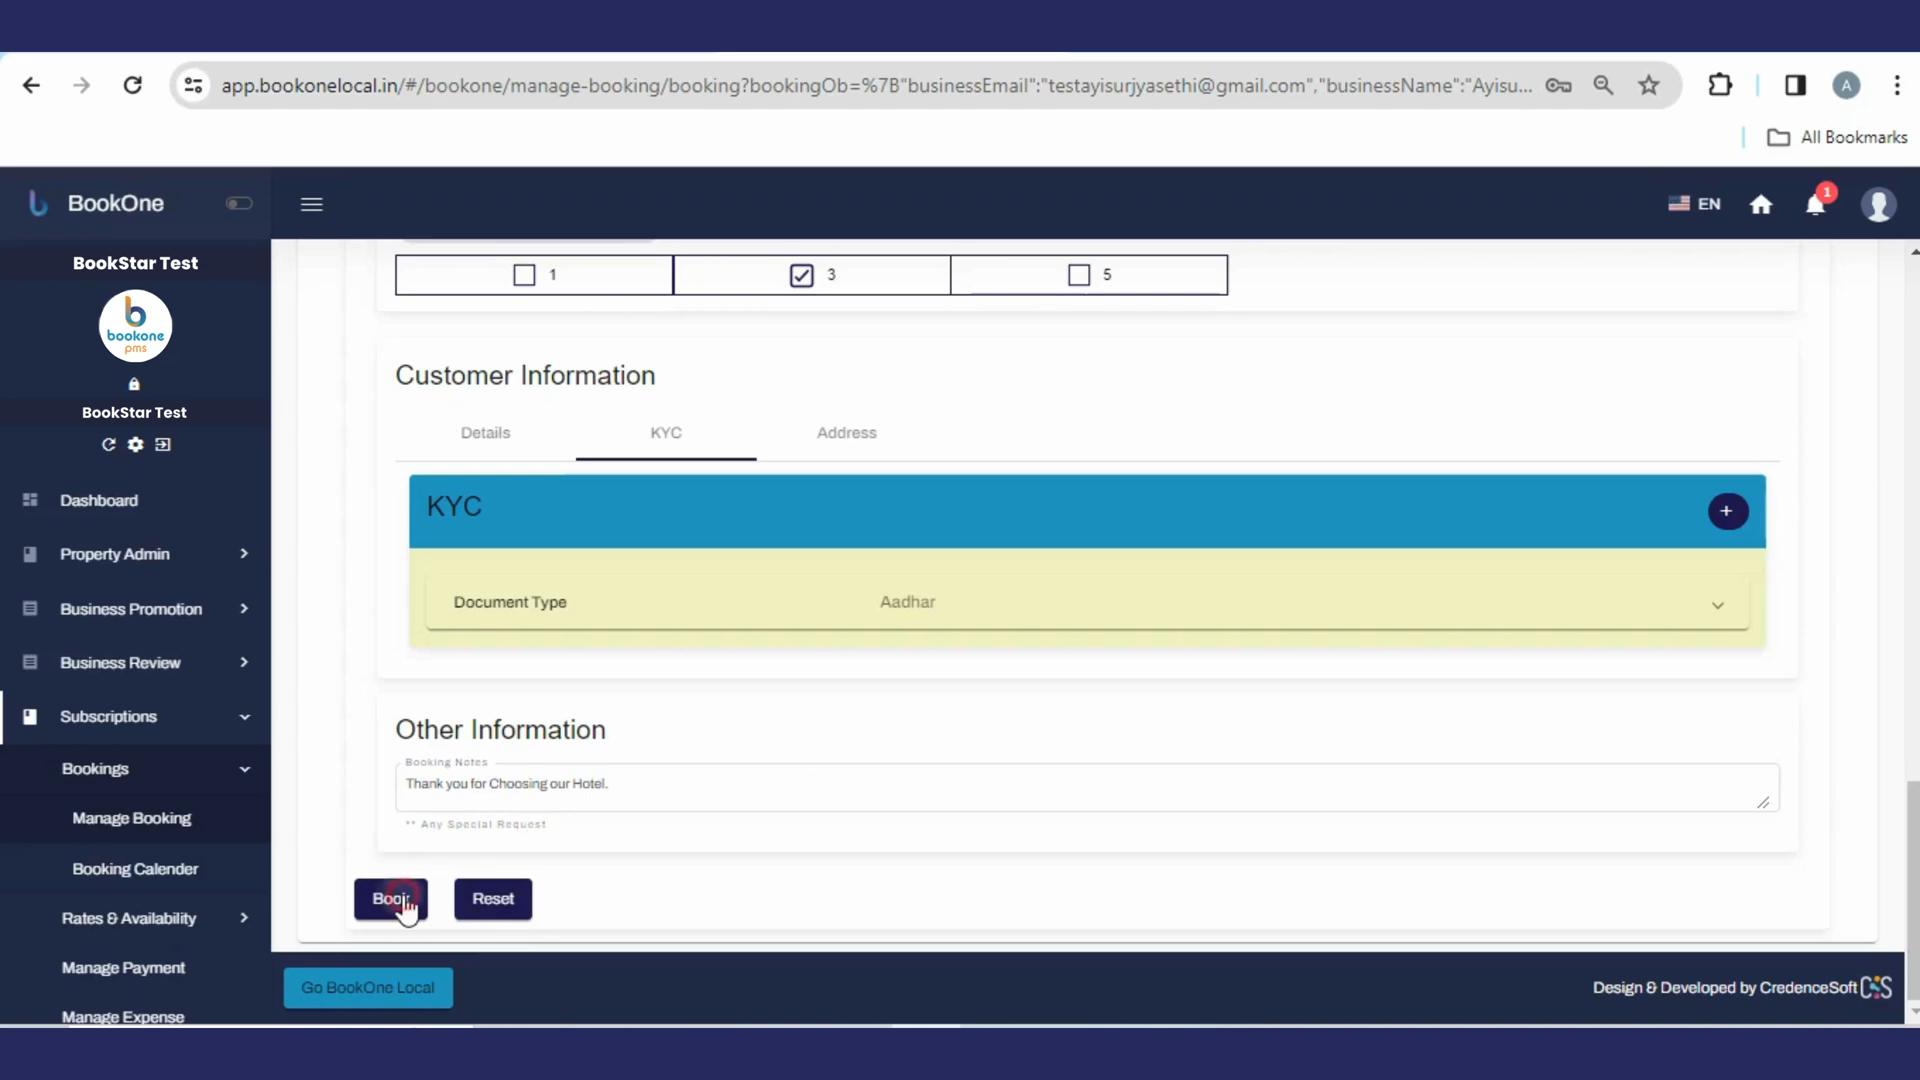 app.bookonelocal.in/#/bookone/manage-booking/booking?bookingOb=%7B"businessEmail":"testayisurjyasethi@gmail.com","businessName":"Ayisu...
A
All Bookmarks
BookOne
EN
1
BookStar Test
bookone
pms
BookStar Test
Dashboard
Property Admin
Business Promotion
Business Review
Subscriptions
Bookings
Manage Booking
Booking Calender
Rates & Availability
Manage Payment
Manage Expense
1
3
5
Customer Information
Details
KYC
Address
KYC
+
Document Type
Aadhar
Other Information
Booking Notes
Thank you for Choosing our Hotel.
** Any Special Request
Reset
Go BookOne Local
Design & Developed by CredenceSoft